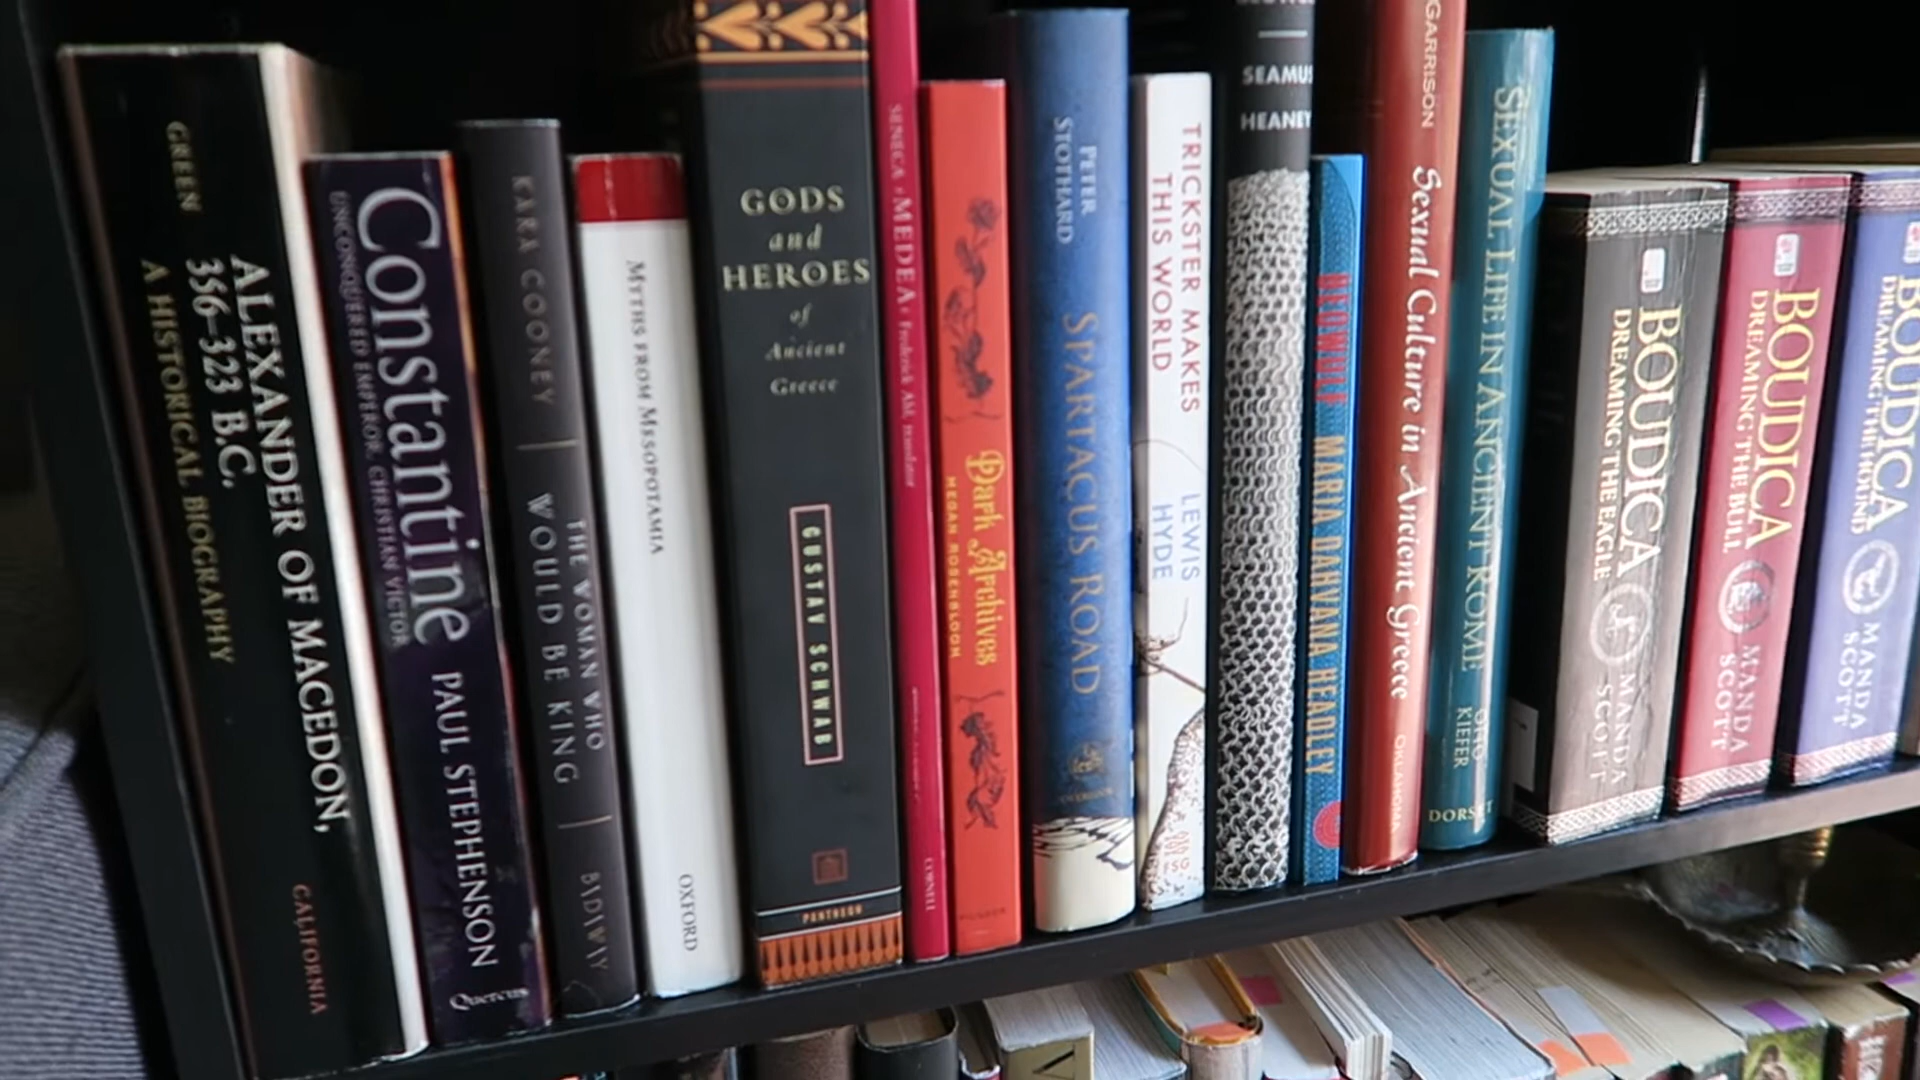 GREEN
ALEXANDER OF MACEDON,
356–323 B.C.
A HISTORICAL BIOGRAPHY
CALIFORNIA
Constantine
UNCONQUERED EMPEROR, CHRISTIAN VICTOR
PAUL STEPHENSON
Quercus
KARA COONEY
THE WOMAN WHO
WOULD BE KING
MYTHS FROM MESOPOTAMIA
OXFORD
GODS
and
HEROES
of
Ancient
Greece
GUSTAV SCHWAB
PANTHEON
SENECA • MEDEA • Frederick Ahl, translator
CORNELL
Dark Archives
MEGAN ROSENBLOOM
PETER
STOTHARD
SPARTACUS ROAD
TRICKSTER MAKES
THIS WORLD
LEWIS
HYDE
SEAMUS
HEANEY
BEOWULF
MARIA DAHVANA HEADLEY
GARRISON
Sexual Culture in Ancient Greece
OKLAHOMA
SEXUAL LIFE IN ANCIENT ROME
OTTO
KIEFER
DORSET
BOUDICA
DREAMING THE EAGLE
MANDA
SCOTT
BOUDICA
DREAMING THE BULL
MANDA
SCOTT
BOUDICA
DREAMING THE HOUND
MANDA
SCOTT